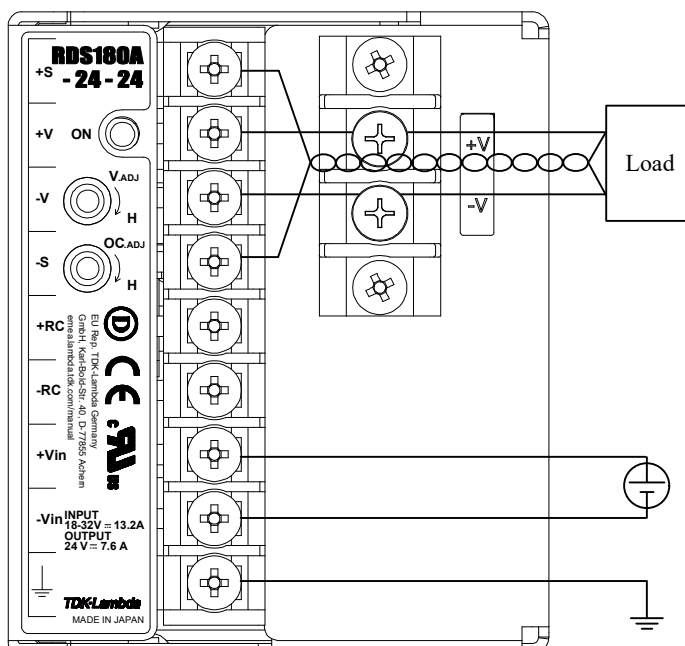 RDS180A
- 24 - 24
+S
+V
ON
-V
V.ADJ
H
-S
OC.ADJ
H
+RC
-RC
+Vin
-Vin
EU Rep. TDK-Lambda Germany
GmbH, Karl-Bold-Str. 40, D-77855 Achern
emea.lambda.tdk.com/manual
D
CE
c
US
INPUT
18-32V ⎓ 13.2A
OUTPUT
24 V ⎓ 7.6 A
TDK-Lambda
MADE IN JAPAN
+V
-V
Load